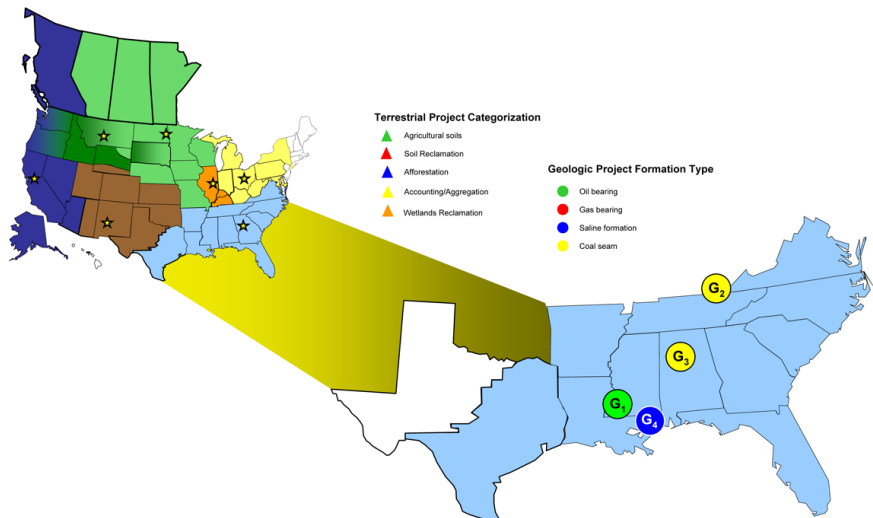 Terrestrial Project Categorization
Agricultural soils
Soil Reclamation
Afforestation
Accounting/Aggregation
Wetlands Reclamation
Geologic Project Formation Type
Oil bearing
Gas bearing
Saline formation
Coal seam
G2
G3
G1
G4